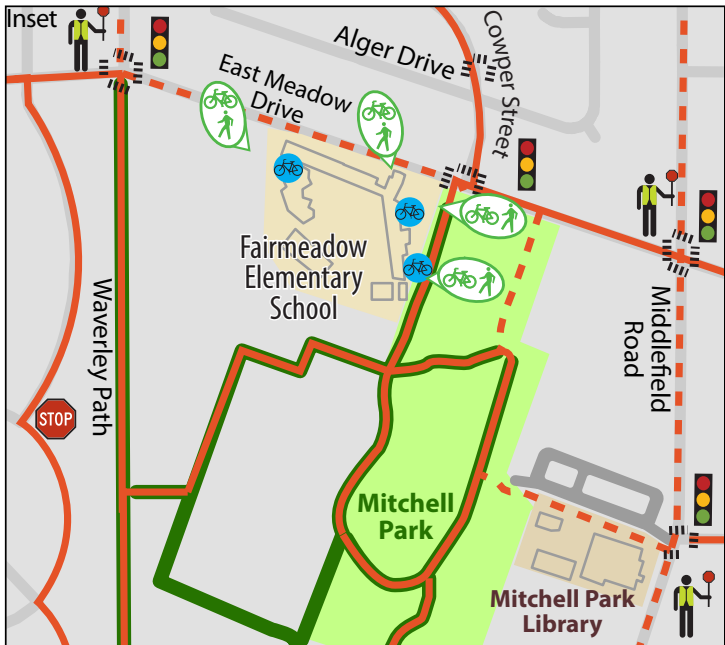 Inset
Alger Drive
Cowper Street
East Meadow
Drive
Fairmeadow
Elementary
School
Waverley Path
Middlefield
Road
STOP
Mitchell
Park
Mitchell Park
Library